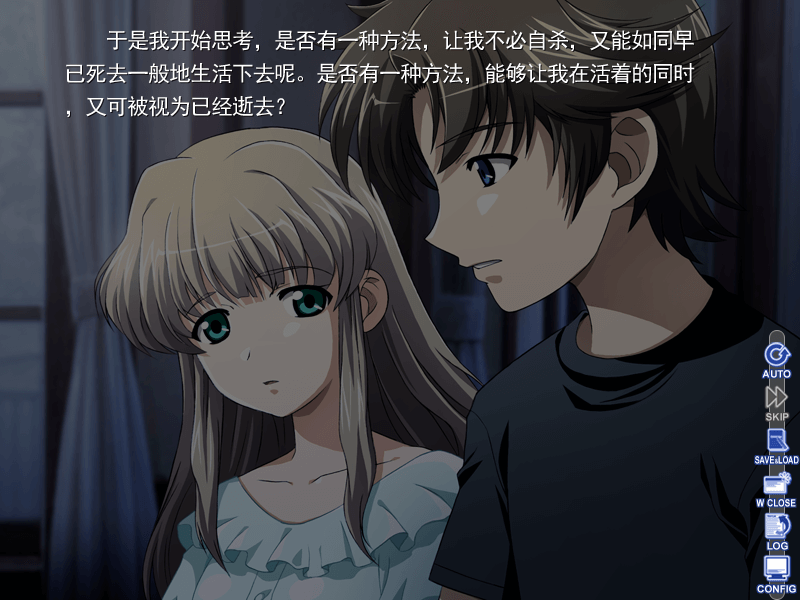 于是我开始思考，是否有一种方法，让我不必自杀，又能如同早
已死去一般地生活下去呢。是否有一种方法，能够让我在活着的同时
，又可被视为已经逝去？
AUTO
SKIP
SAVE&LOAD
W CLOSE
LOG
CONFIG